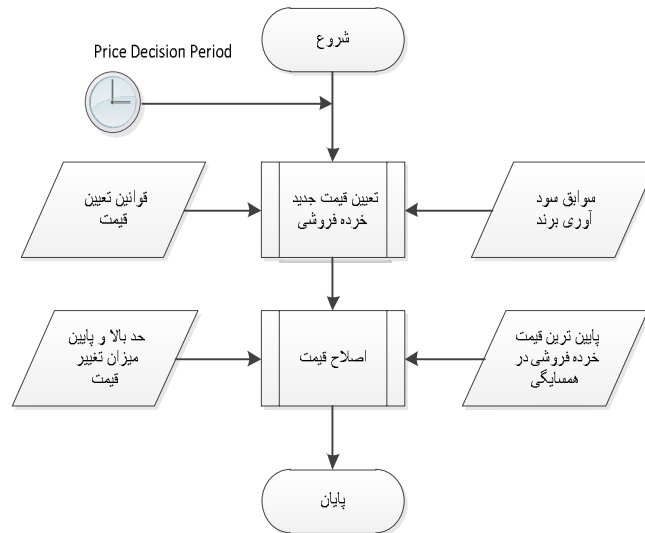 شروع
Price Decision Period
قوانین تعیین
قیمت
تعیین قیمت جدید
خرده فروشی
سوابق سود
آوری برند
حد بالا و پایین
میزان تغییر
قیمت
اصلاح قیمت
پایین ترین قیمت
خرده فروشی در
همسایگی
پایان